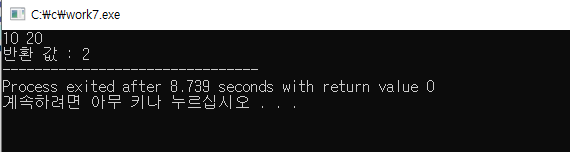 C:₩c₩work7.exe
10 20
반환 값 : 2
--------------------------------
Process exited after 8.739 seconds with return value 0
계속하려면 아무 키나 누르십시오 . . .